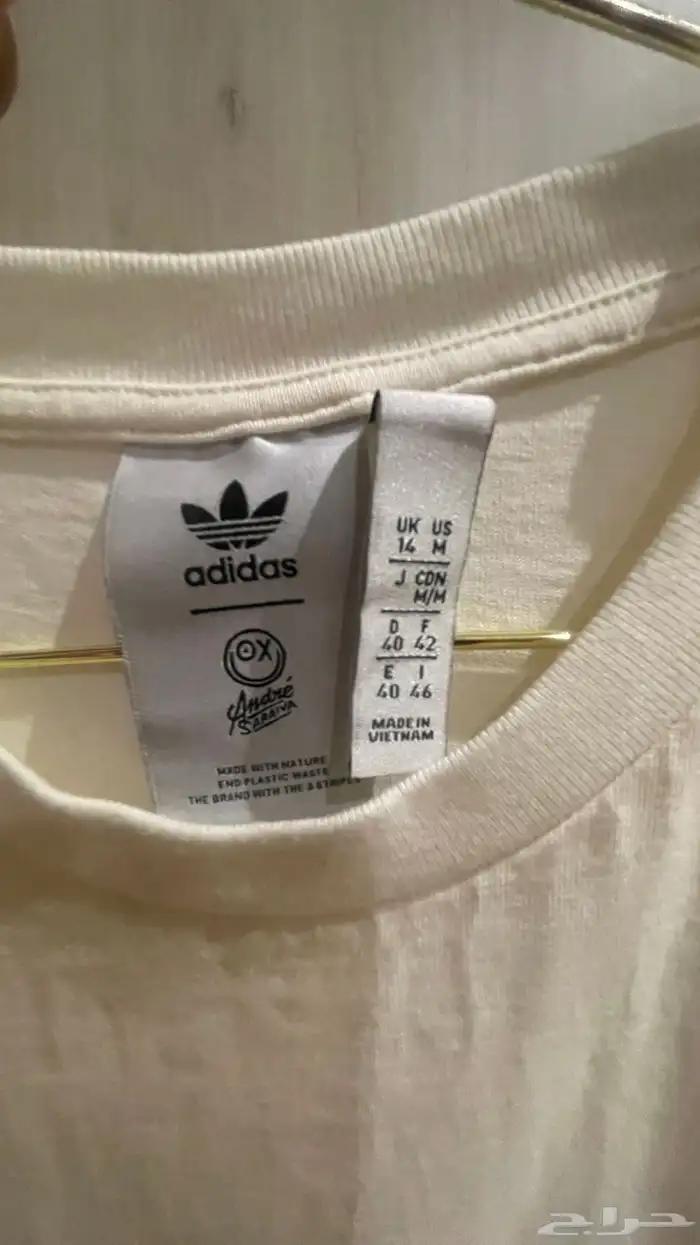 adidas
OX
André
SARAIVA
MADE WITH NATURE
END PLASTIC WASTE
THE BRAND WITH THE 3 STRIPES
UK US
14 M
J CDN
M/M
D F
40 42
E I
40 46
MADE IN
VIETNAM
حراج